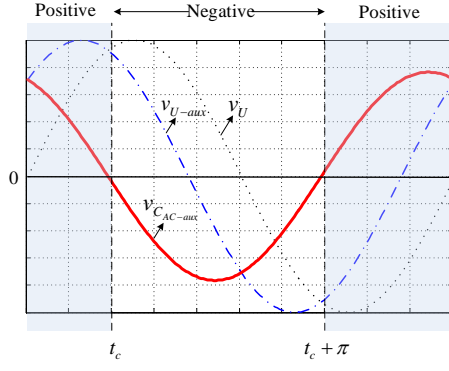 Positive Negative Positive
v_{U-aux} v_U
0
v_{C_{AC-aux}}
t_c t_c + π